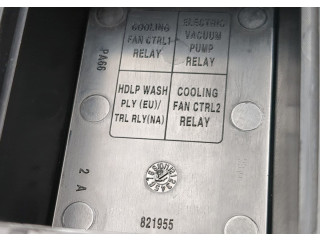 COOLING
FAN CTRL1
RELAY
ELECTRIC
VACUUM
PUMP
RELAY
PA66
HDLP WASH
PLY (EU)/
TRL RLY(NA)
COOLING
FAN CTRL2
RELAY
2 A
821955